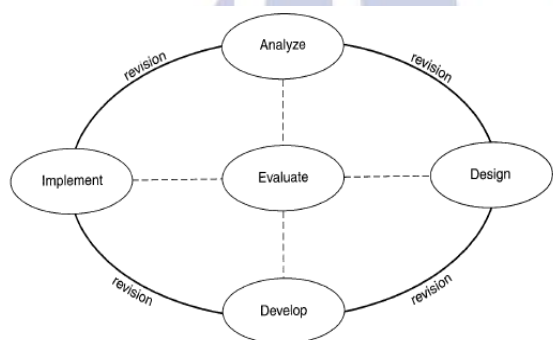 Analyze
revision
revision
Implement
Evaluate
Design
revision
revision
Develop